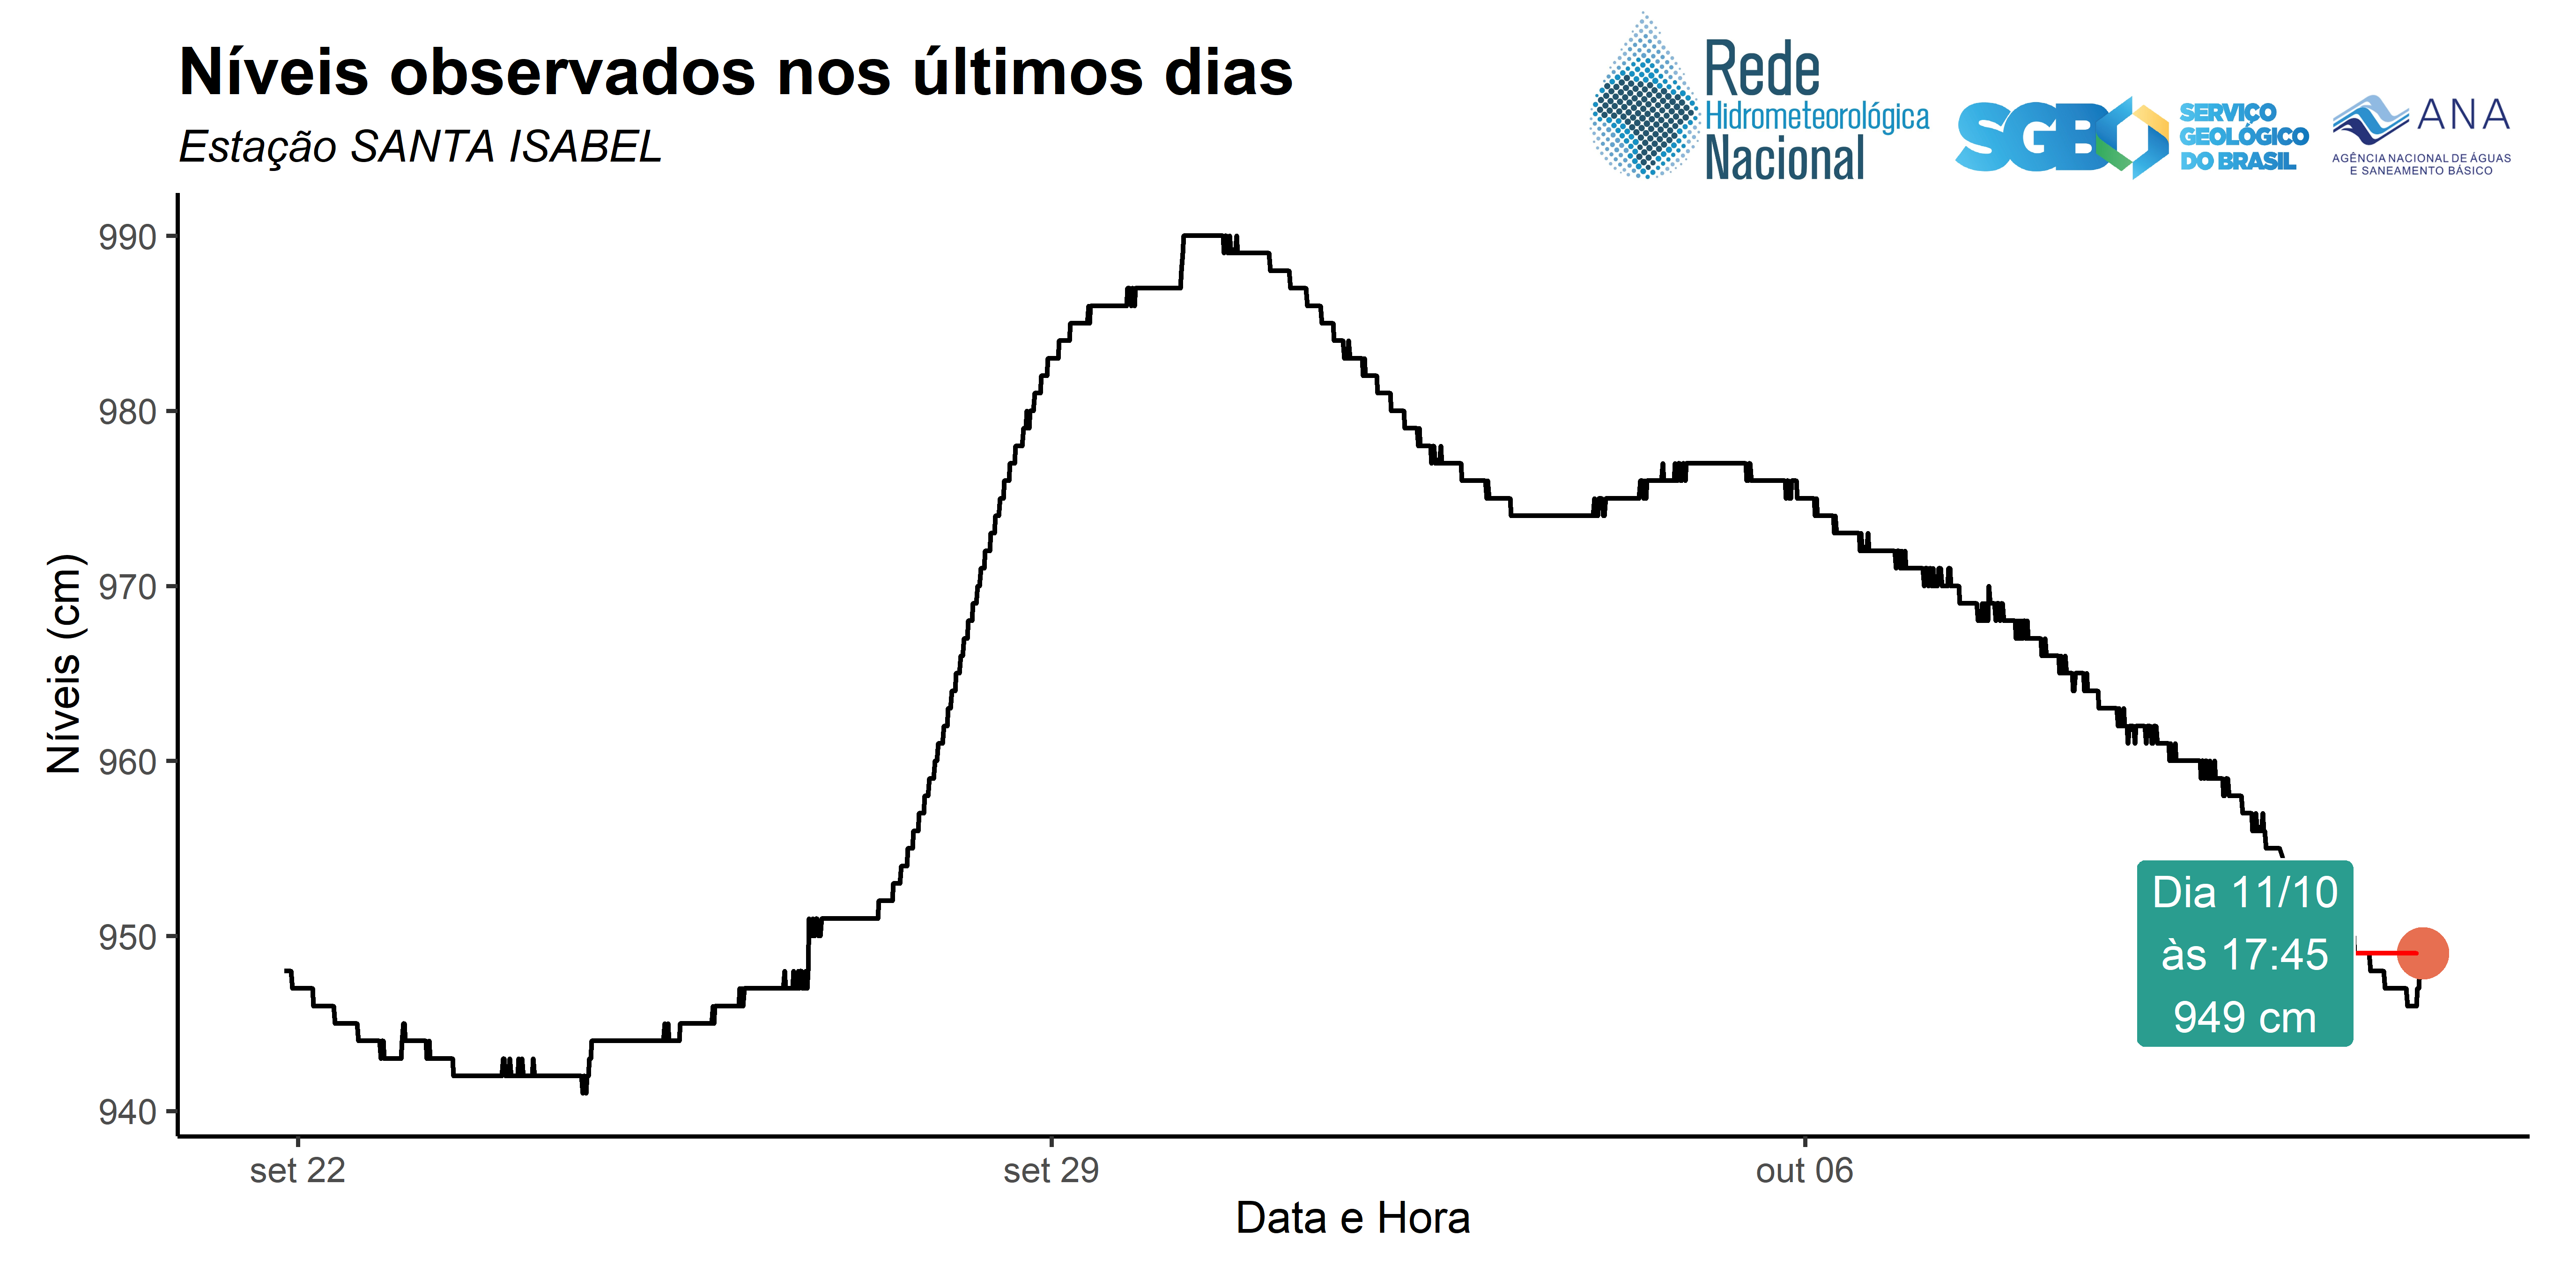 Níveis observados nos últimos dias
Estação SANTA ISABEL
Rede
Hidrometeorológica
Nacional
SGB
SERVIÇO
GEOLÓGICO
DO BRASIL
ANA
AGÊNCIA NACIONAL DE ÁGUAS
E SANEAMENTO BÁSICO
Níveis (cm)
990
980
970
960
950
940
Dia 11/10
às 17:45
949 cm
set 22
set 29
out 06
Data e Hora